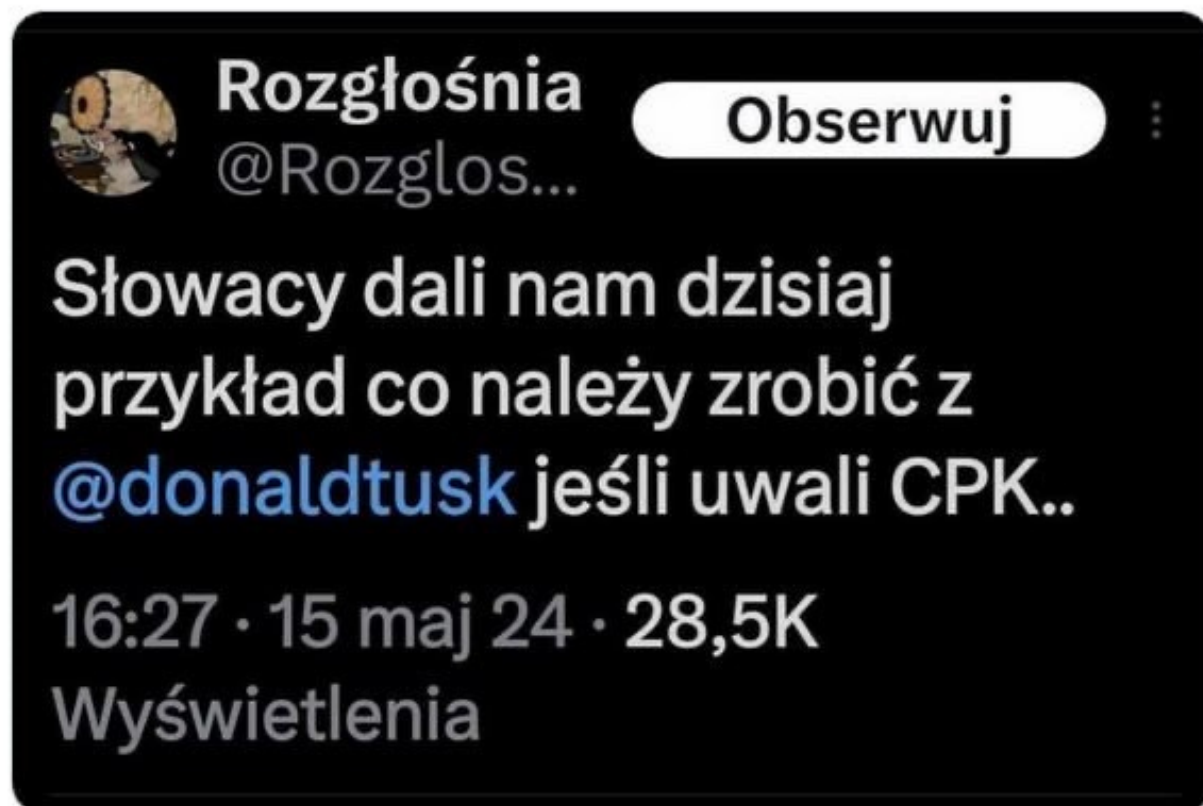 Rozgłośnia
Obserwuj
@Rozglos...
Słowacy dali nam dzisiaj
przykład co należy zrobić z
@donaldtusk jeśli uwali CPK..
16:27 · 15 maj 24 · 28,5K
Wyświetlenia